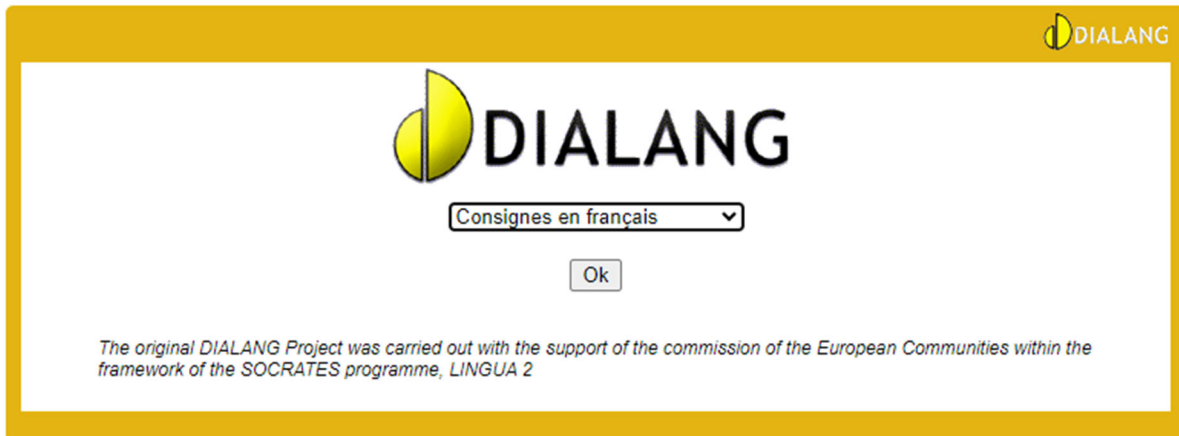 DIALANG
DIALANG
Consignes en français
Ok
The original DIALANG Project was carried out with the support of the commission of the European Communities within the
framework of the SOCRATES programme, LINGUA 2